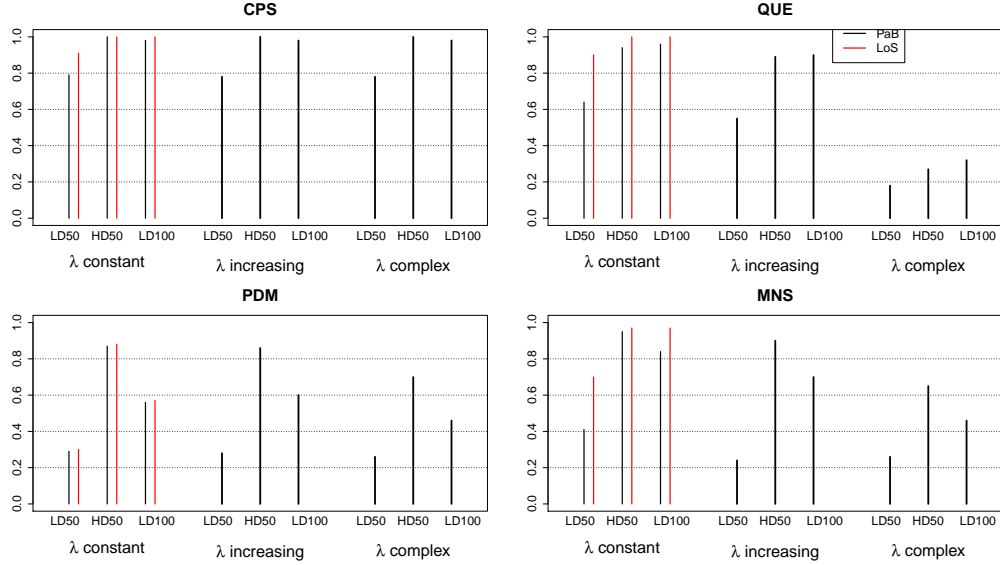 CPS
1.0
0.8
0.6
0.4
0.2
0.0
LD50 HD50 LD100 LD50 HD50 LD100 LD50 HD50 LD100
λ constant λ increasing λ complex
QUE
PaB
LoS
1.0
0.8
0.6
0.4
0.2
0.0
LD50 HD50 LD100 LD50 HD50 LD100 LD50 HD50 LD100
λ constant λ increasing λ complex
PDM
1.0
0.8
0.6
0.4
0.2
0.0
LD50 HD50 LD100 LD50 HD50 LD100 LD50 HD50 LD100
λ constant λ increasing λ complex
MNS
1.0
0.8
0.6
0.4
0.2
0.0
LD50 HD50 LD100 LD50 HD50 LD100 LD50 HD50 LD100
λ constant λ increasing λ complex